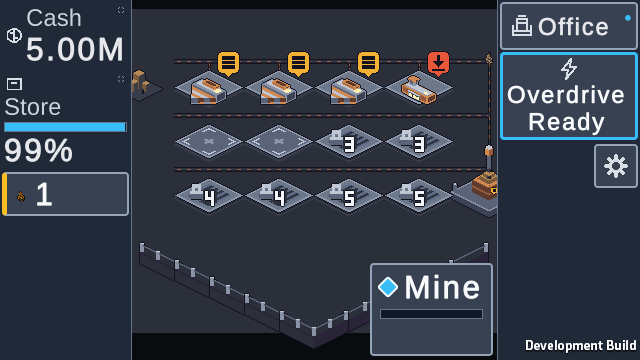 Cash
5.00M
Store
99%
1
3
3
4
4
5
5
Mine
Office
Overdrive
Ready
Development Build